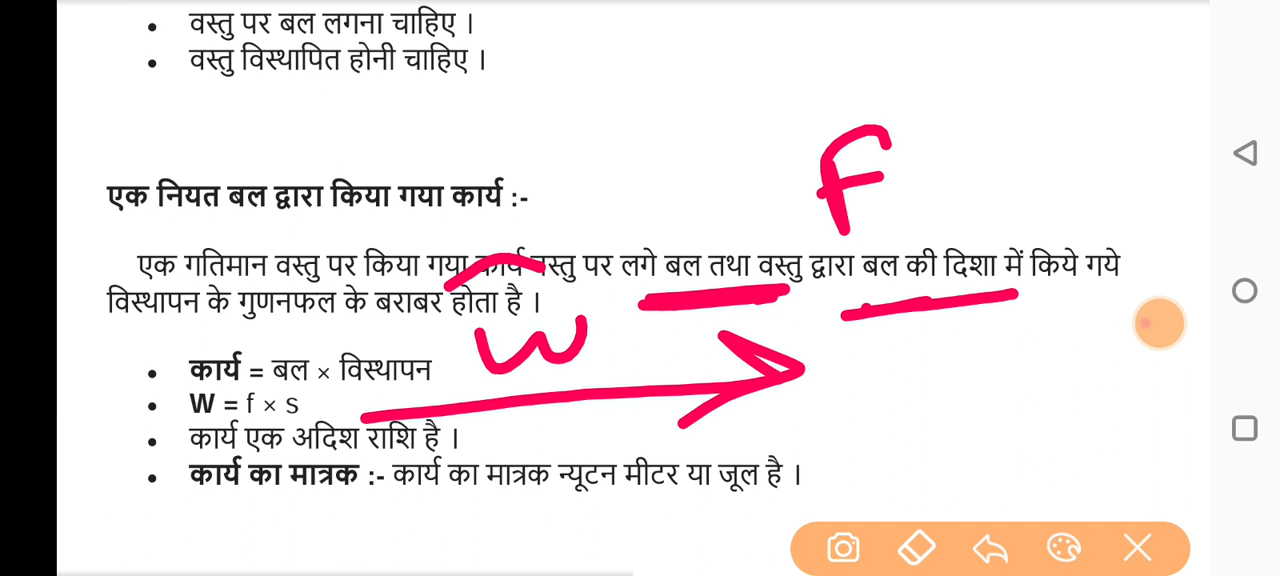 • वस्तु पर बल लगना चाहिए ।
• वस्तु विस्थापित होनी चाहिए ।
F
एक नियत बल द्वारा किया गया कार्य :-
एक गतिमान वस्तु पर किया गया कार्य वस्तु पर लगे बल तथा वस्तु द्वारा बल की दिशा में किये गये
विस्थापन के गुणनफल के बराबर होता है ।
W
• कार्य = बल × विस्थापन
• W = f × s
• कार्य एक अदिश राशि है ।
• कार्य का मात्रक :- कार्य का मात्रक न्यूटन मीटर या जूल है ।